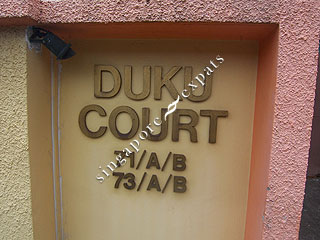 DUKU
COURT
71/A/B
73/A/B
singapore expats